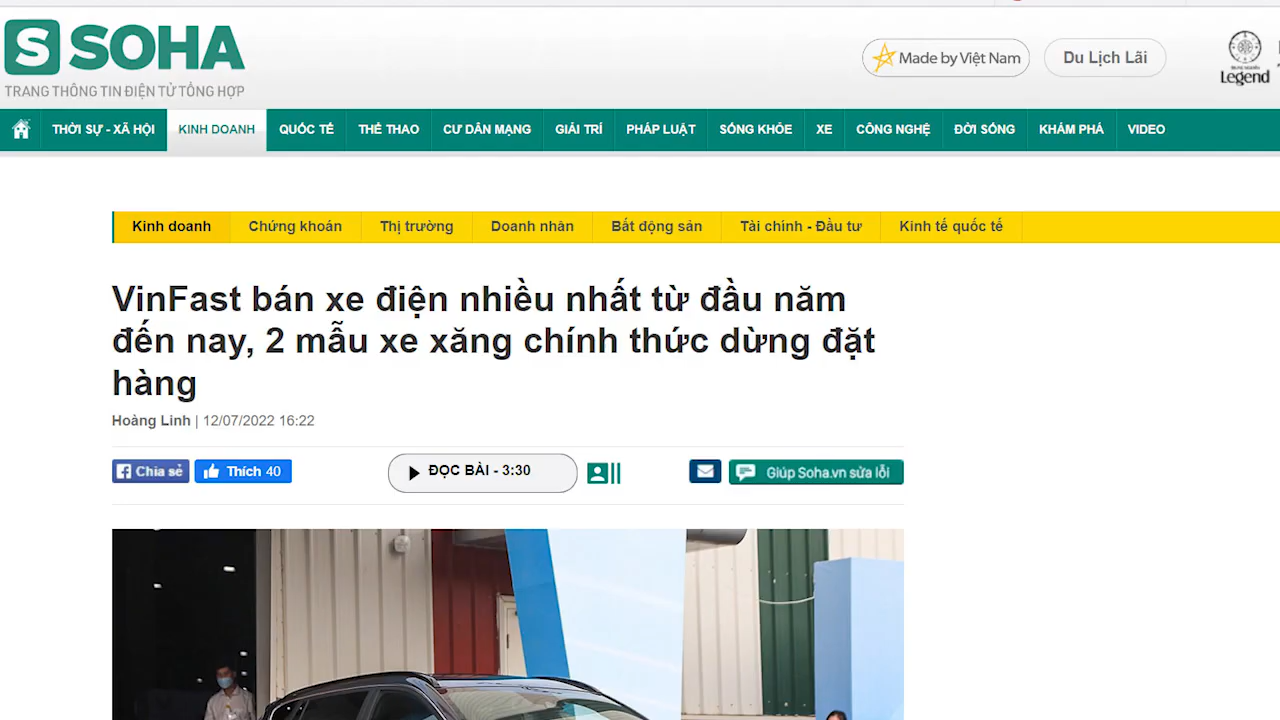 SOHA
TRANG THÔNG TIN ĐIỆN TỬ TỔNG HỢP
Made by Việt Nam
Du Lịch Lãi
Legend
THỜI SỰ - XÃ HỘI KINH DOANH QUỐC TẾ THỂ THAO CƯ DÂN MẠNG GIẢI TRÍ PHÁP LUẬT SỐNG KHỎE XE CÔNG NGHỆ ĐỜI SỐNG KHÁM PHÁ VIDEO
Kinh doanh Chứng khoán Thị trường Doanh nhân Bất động sản Tài chính - Đầu tư Kinh tế quốc tế
VinFast bán xe điện nhiều nhất từ đầu năm
đến nay, 2 mẫu xe xăng chính thức dừng đặt
hàng
Hoàng Linh | 12/07/2022 16:22
Chia sẻ Thích 40 ĐỌC BÀI - 3:30 Giúp Soha.vn sửa lỗi